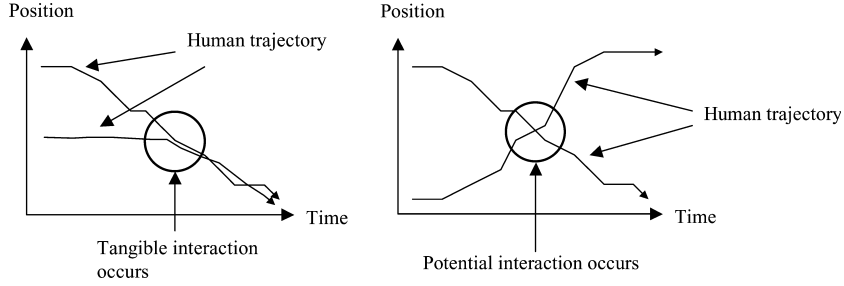 Position
Human trajectory
Time
Tangible interaction
occurs
Position
Human trajectory
Time
Potential interaction occurs